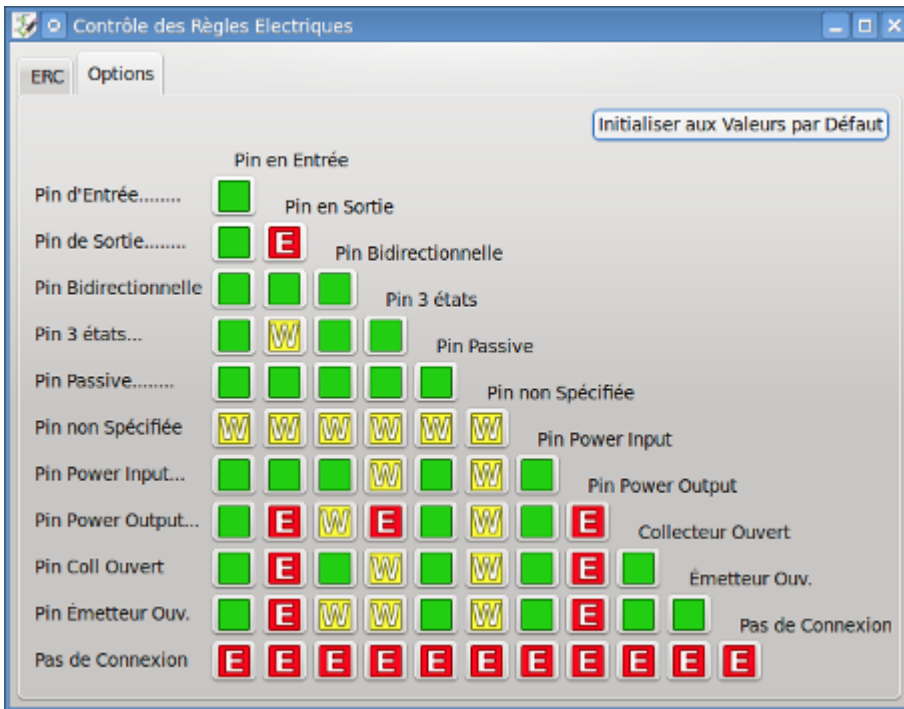 Contrôle des Règles Electriques
ERC Options
Initialiser aux Valeurs par Défaut
Pin en Entrée
Pin d'Entrée........
Pin en Sortie
Pin de Sortie........ E
Pin Bidirectionnelle
Pin Bidirectionnelle
Pin 3 états
Pin 3 états... W
Pin Passive
Pin Passive........
Pin non Spécifiée
Pin non Spécifiée W W W W W W
Pin Power Input
Pin Power Input... W W
Pin Power Output
Pin Power Output... E W E W E
Collecteur Ouvert
Pin Coll Ouvert E W W E
Émetteur Ouv.
Pin Émetteur Ouv. E W W W E
Pas de Connexion
Pas de Connexion E E E E E E E E E E E